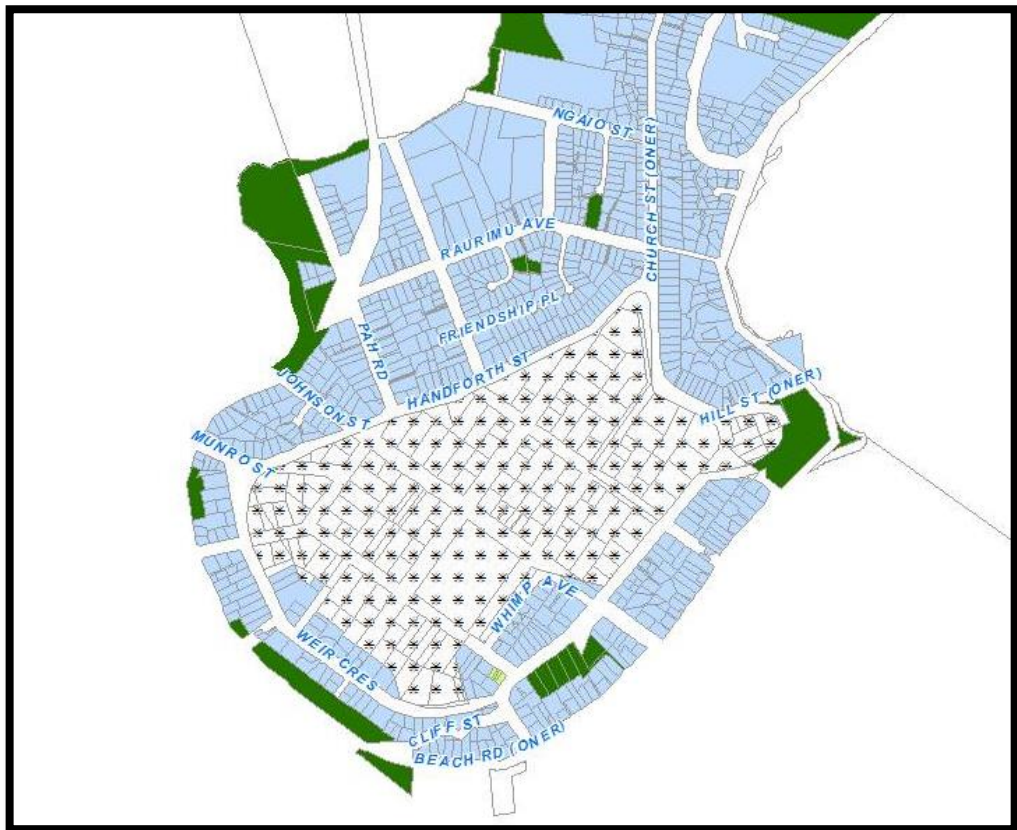 NGAIO ST.
CHURCH ST (ONER)
RAURIMU AVE
FRIENDSHIP PL
PAH RD
HANDFORTH ST
JOHNSON ST
HILL ST (ONER)
MUNRO ST
WHIMP AVE
WEIR CRES
CLIFF ST
BEACH RD (ONER)